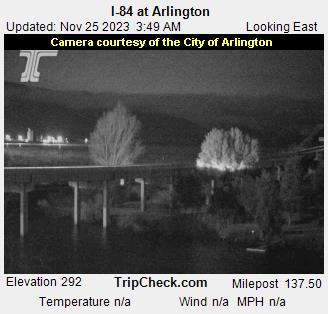 I-84 at Arlington
Updated: Nov 25 2023 3:49 AM Looking East
Camera courtesy of the City of Arlington
Elevation 292 TripCheck.com Milepost 137.50
Temperature n/a Wind n/a MPH n/a